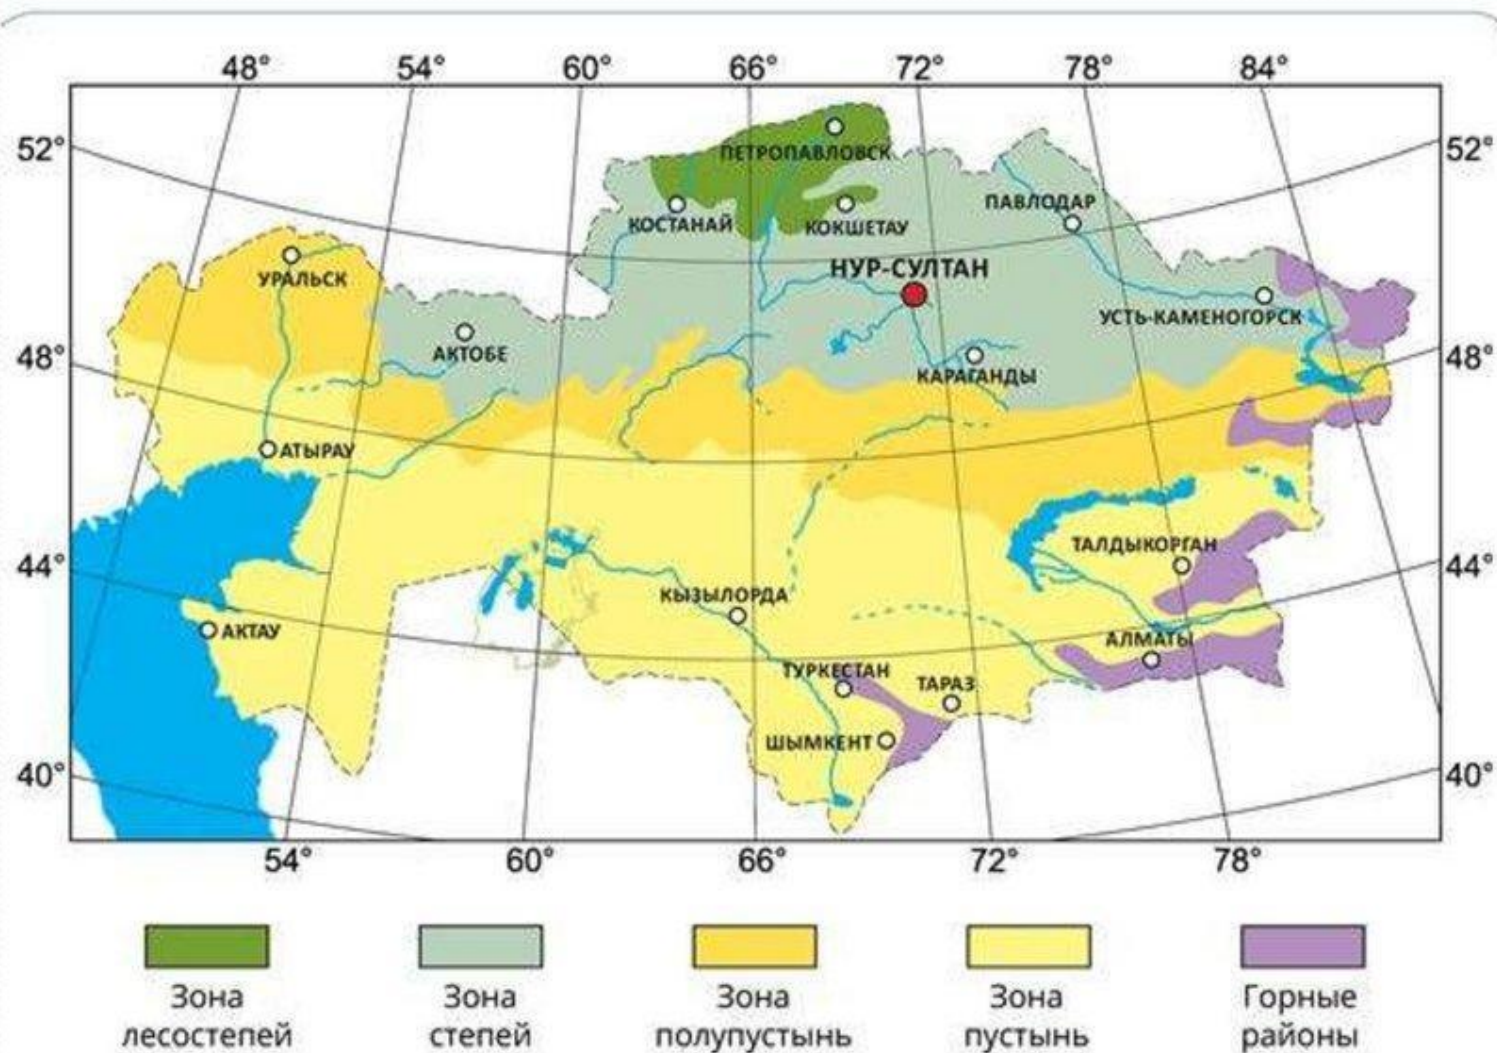 48° 54° 60° 66° 72° 78° 84°
52° 52°
ПЕТРОПАВЛОВСК
ПАВЛОДАР
КОСТАНАЙ
КОКШЕТАУ
НУР-СУЛТАН
УРАЛЬСК
УСТЬ-КАМЕНОГОРСК
48° 48°
АКТОБЕ
КАРАГАНДЫ
АТЫРАУ
ТАЛДЫКОРГАН
44° 44°
КЫЗЫЛОРДА
АКТАУ
АЛМАТЫ
ТУРКЕСТАН
ТАРАЗ
ШЫМКЕНТ
40° 40°
54° 60° 66° 72° 78°
Зона
лесостепей
Зона
степей
Зона
полупустынь
Зона
пустынь
Горные
районы